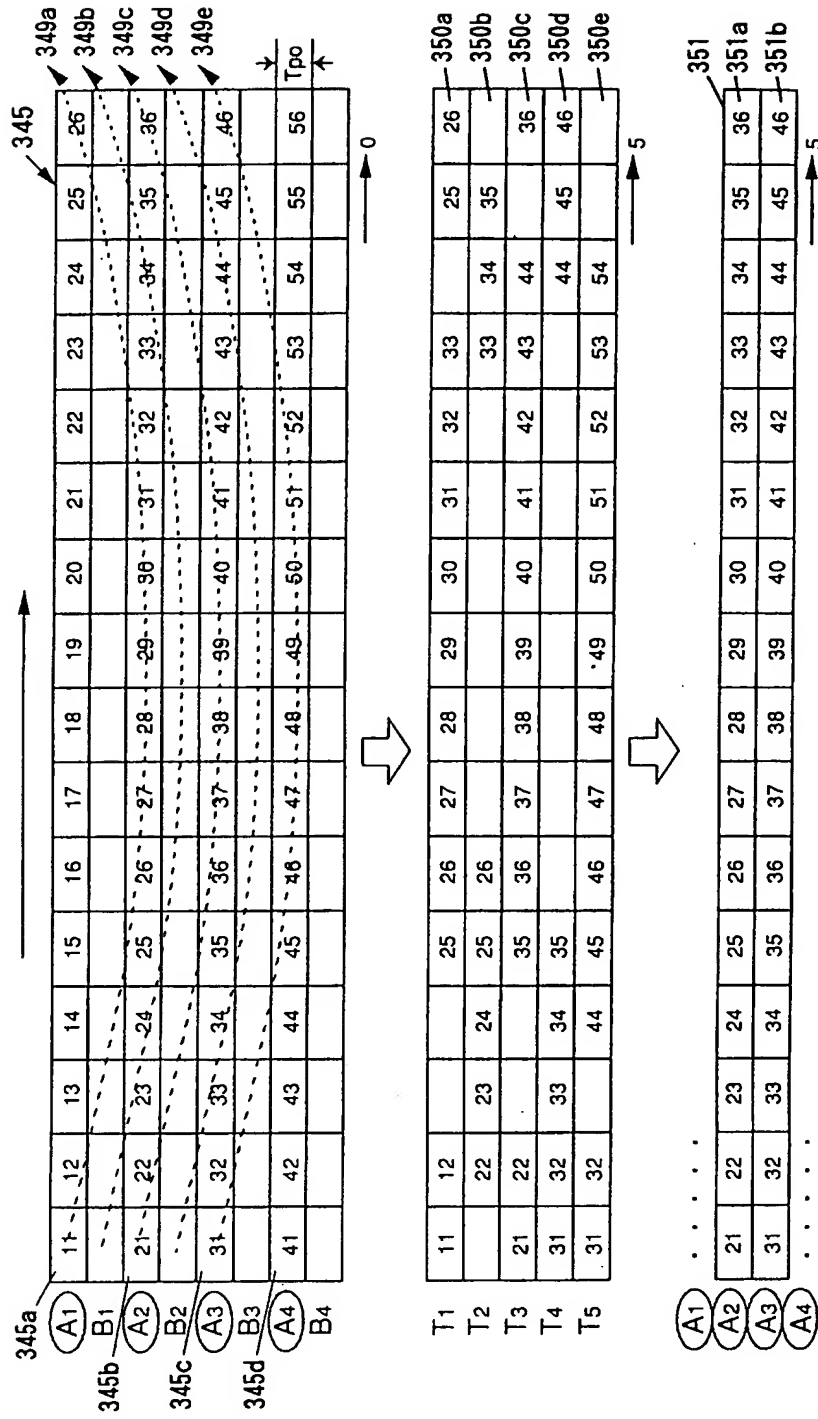 345
345a A1 11 12 13 14 15 16 17 18 19 20 21 22 23 24 25 26 349a
B1 349b
345b A2 21 22 23 24 25 26 27 28 29 30 31 32 33 34 35 36 349c
B2 349d
345c A3 31 32 33 34 35 36 37 38 39 40 41 42 43 44 45 46 349e
B3
345d A4 41 42 43 44 45 46 47 48 49 50 51 52 53 54 55 56 Tpo
B4
0
T1 11 12 25 26 27 28 29 30 31 32 33 25 26 350a
T2 22 23 24 25 26 33 34 35 350b
T3 21 22 35 36 37 38 39 40 41 42 43 44 36 350c
T4 31 32 33 34 35 44 45 46 350d
T5 31 32 44 45 46 47 48 49 50 51 52 53 54 350e
5
A1 . . . . . 351
A2 21 22 23 24 25 26 27 28 29 30 31 32 33 34 35 36 351a
A3 31 32 33 34 35 36 37 38 39 40 41 42 43 44 45 46 351b
A4 . . . . .
5